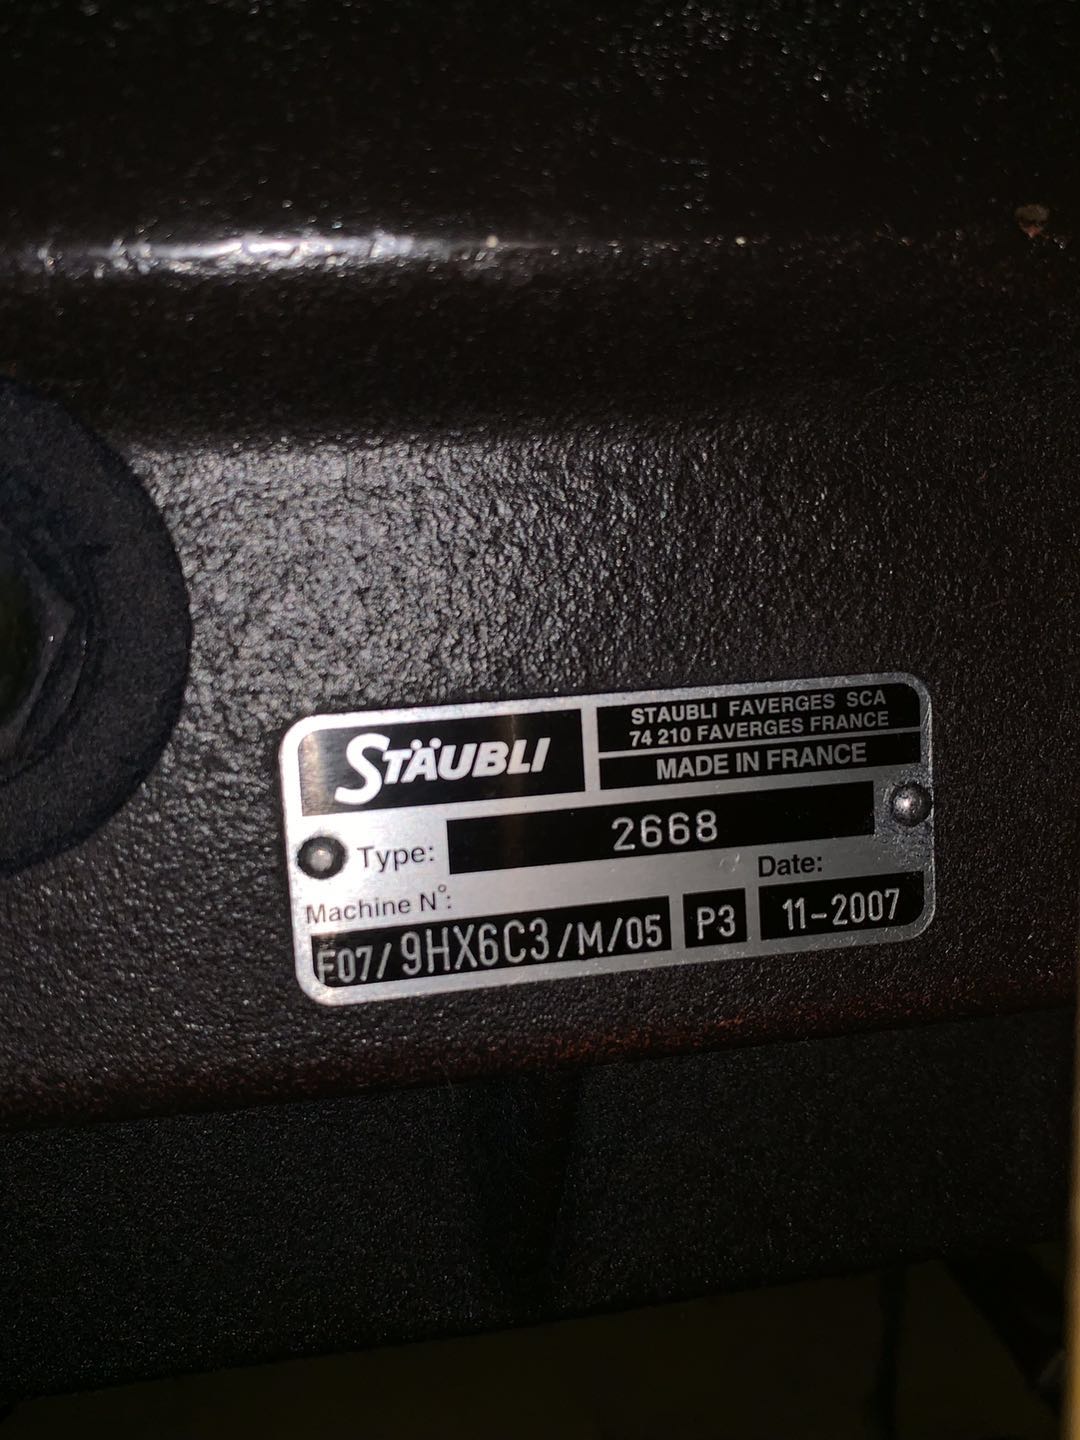 STÄUBLI
STAUBLI FAVERGES SCA
74 210 FAVERGES FRANCE
MADE IN FRANCE
Type: 2668
Machine N°:
Date:
F07/9HX6C3/M/05 P3 11-2007